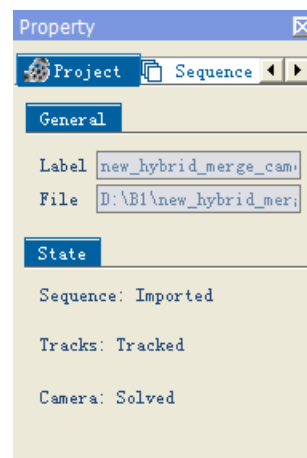 Property
Project Sequence
General
Label new_hybrid_merge_cam
File D:\B1\new_hybrid_mer
State
Sequence: Imported
Tracks: Tracked
Camera: Solved